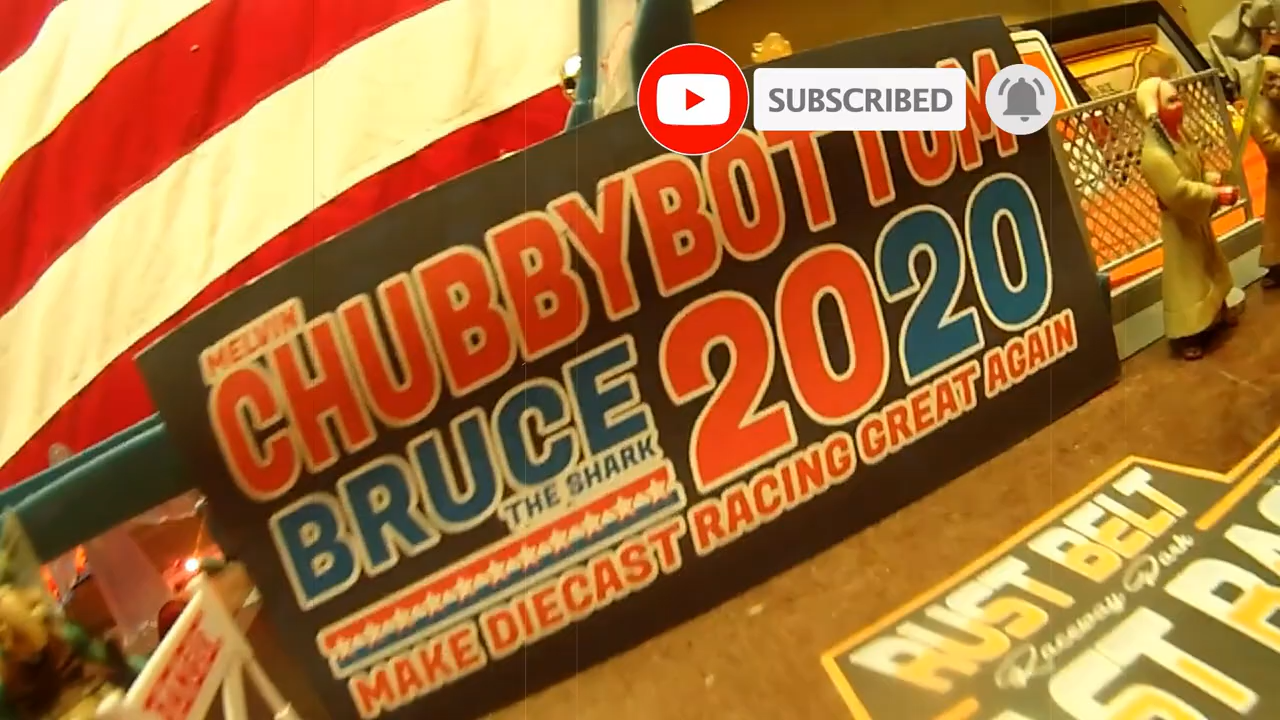 SUBSCRIBED
MELVIN
CHUBBYBOTTOM
BRUCE 2020
THE SHARK
MAKE DIECAST RACING GREAT AGAIN
RUST BELT
Raceway Park